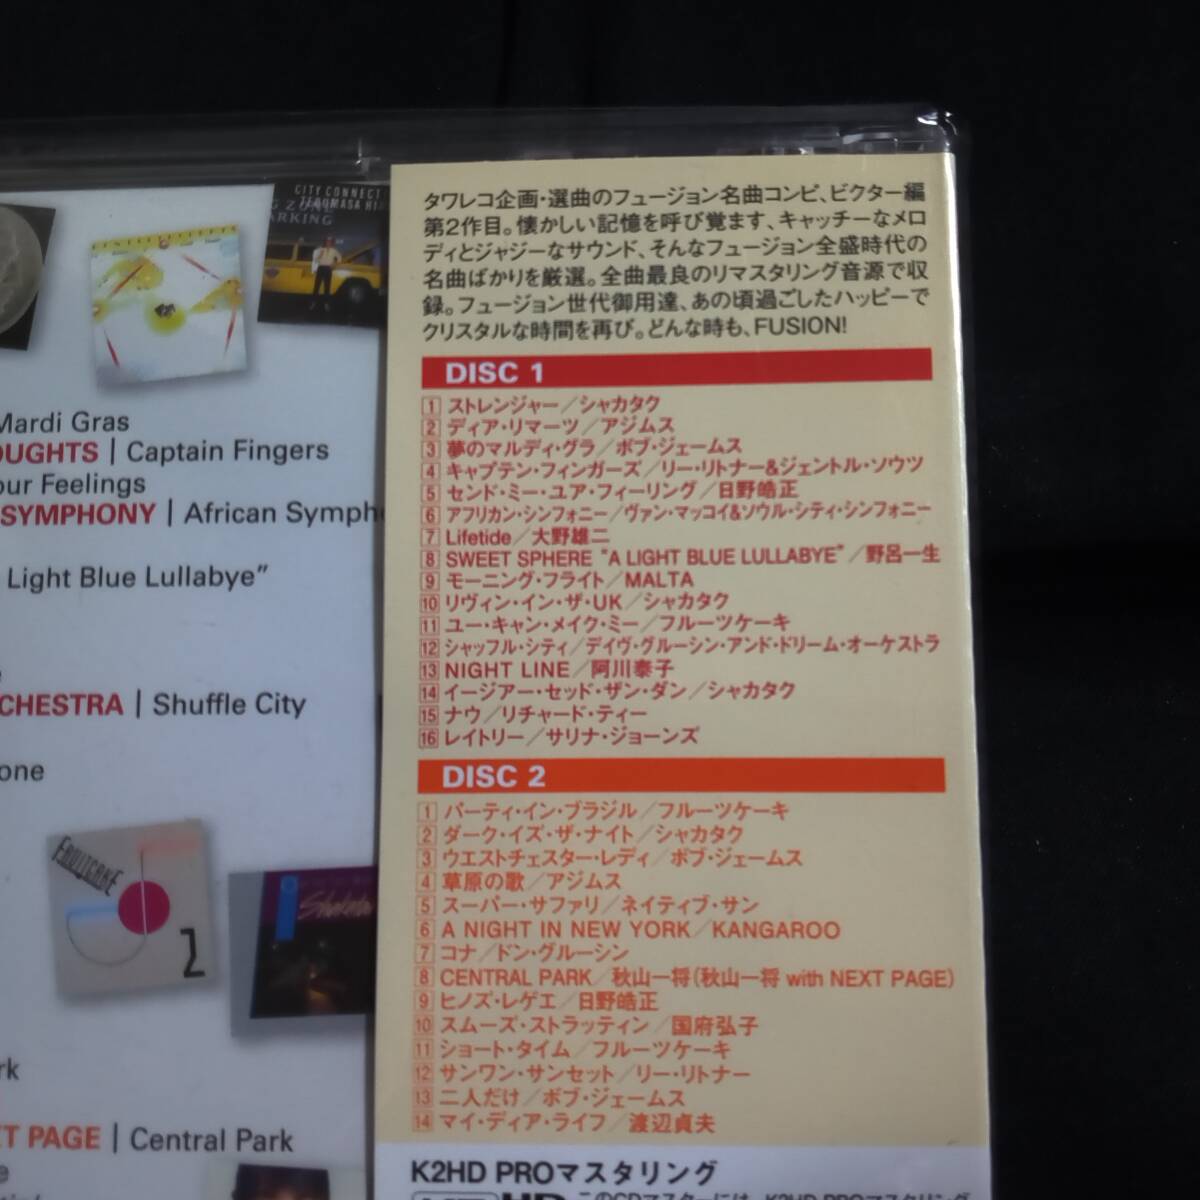 CITY CONNECT
TERUMASA HI
PARKING
Mardi Gras
OUGHTS | Captain Fingers
our Feelings
SYMPHONY | African Symph
Light Blue Lullabye”
CHESTRA | Shuffle City
one
FRUITCAKE
2
Shakata
rk
T PAGE | Central Park
タワレコ企画・選曲のフュージョン名曲コンピ、ビクター編
第2作目。懐かしい記憶を呼び覚ます、キャッチーなメロ
ディとジャジーなサウンド、そんなフュージョン全盛時代の
名曲ばかりを厳選。全曲最良のリマスタリング音源で収
録。フュージョン世代御用達、あの頃過ごしたハッピーで
クリスタルな時間を再び。どんな時も、FUSION!
DISC 1
1 ストレンジャー／シャカタク
2 ディア・リマーツ／アジムス
3 夢のマルディ・グラ／ボブ・ジェームス
4 キャプテン・フィンガーズ／リー・リトナー&ジェントル・ソウツ
5 センド・ミー・ユア・フィーリング／日野皓正
6 アフリカン・シンフォニー／ヴァン・マッコイ&ソウル・シティ・シンフォニー
7 Lifetide／大野雄二
8 SWEET SPHERE “A LIGHT BLUE LULLABYE”／野呂一生
9 モーニング・フライト／MALTA
10 リヴィン・イン・ザ・UK／シャカタク
11 ユー・キャン・メイク・ミー／フルーツケーキ
12 シャッフル・シティ／デイヴ・グルーシン・アンド・ドリーム・オーケストラ
13 NIGHT LINE／阿川泰子
14 イージアー・セッド・ザン・ダン／シャカタク
15 ナウ／リチャード・ティー
16 レイトリー／サリナ・ジョーンズ
DISC 2
1 パーティ・イン・ブラジル／フルーツケーキ
2 ダーク・イズ・ザ・ナイト／シャカタク
3 ウエストチェスター・レディ／ボブ・ジェームス
4 草原の歌／アジムス
5 スーパー・サファリ／ネイティブ・サン
6 A NIGHT IN NEW YORK／KANGAROO
7 コナ／ドン・グルーシン
8 CENTRAL PARK／秋山一将(秋山一将 with NEXT PAGE)
9 ヒノズ・レゲエ／日野皓正
10 スムーズ・ストラッティン／国府弘子
11 ショート・タイム／フルーツケーキ
12 サンワン・サンセット／リー・リトナー
13 二人だけ／ボブ・ジェームス
14 マイ・ディア・ライフ／渡辺貞夫
K2HD PROマスタリング
HD このCDマスターには、K2HD PROマスタリング